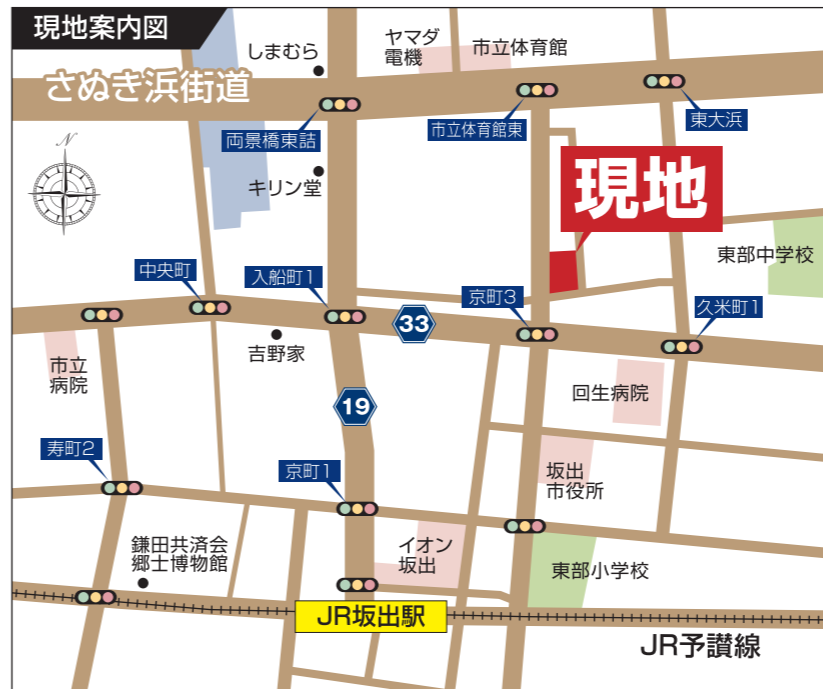 現地案内図
しまむら
ヤマダ
電機
市立体育館
さぬき浜街道
両景橋東詰
市立体育館東
東大浜
N
キリン堂
現地
東部中学校
中央町
入船町1
京町3
久米町1
33
吉野家
市立
病院
回生病院
19
寿町2
京町1
坂出
市役所
鎌田共済会
郷土博物館
イオン
坂出
東部小学校
JR坂出駅
JR予讃線